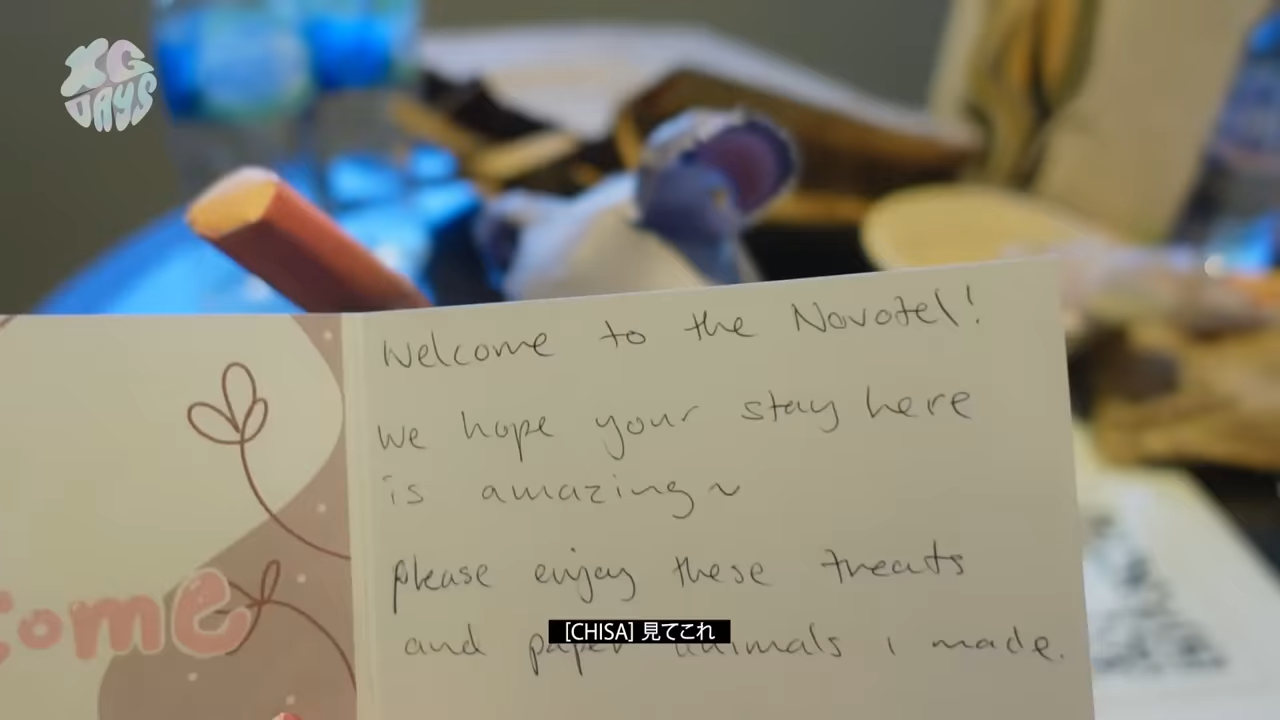 XG
DAYS
Welcome to the Novotel!
We hope your stay here
is amazing~
please enjoy these treats
and paper animals i made.
come
[CHISA] 見てこれ